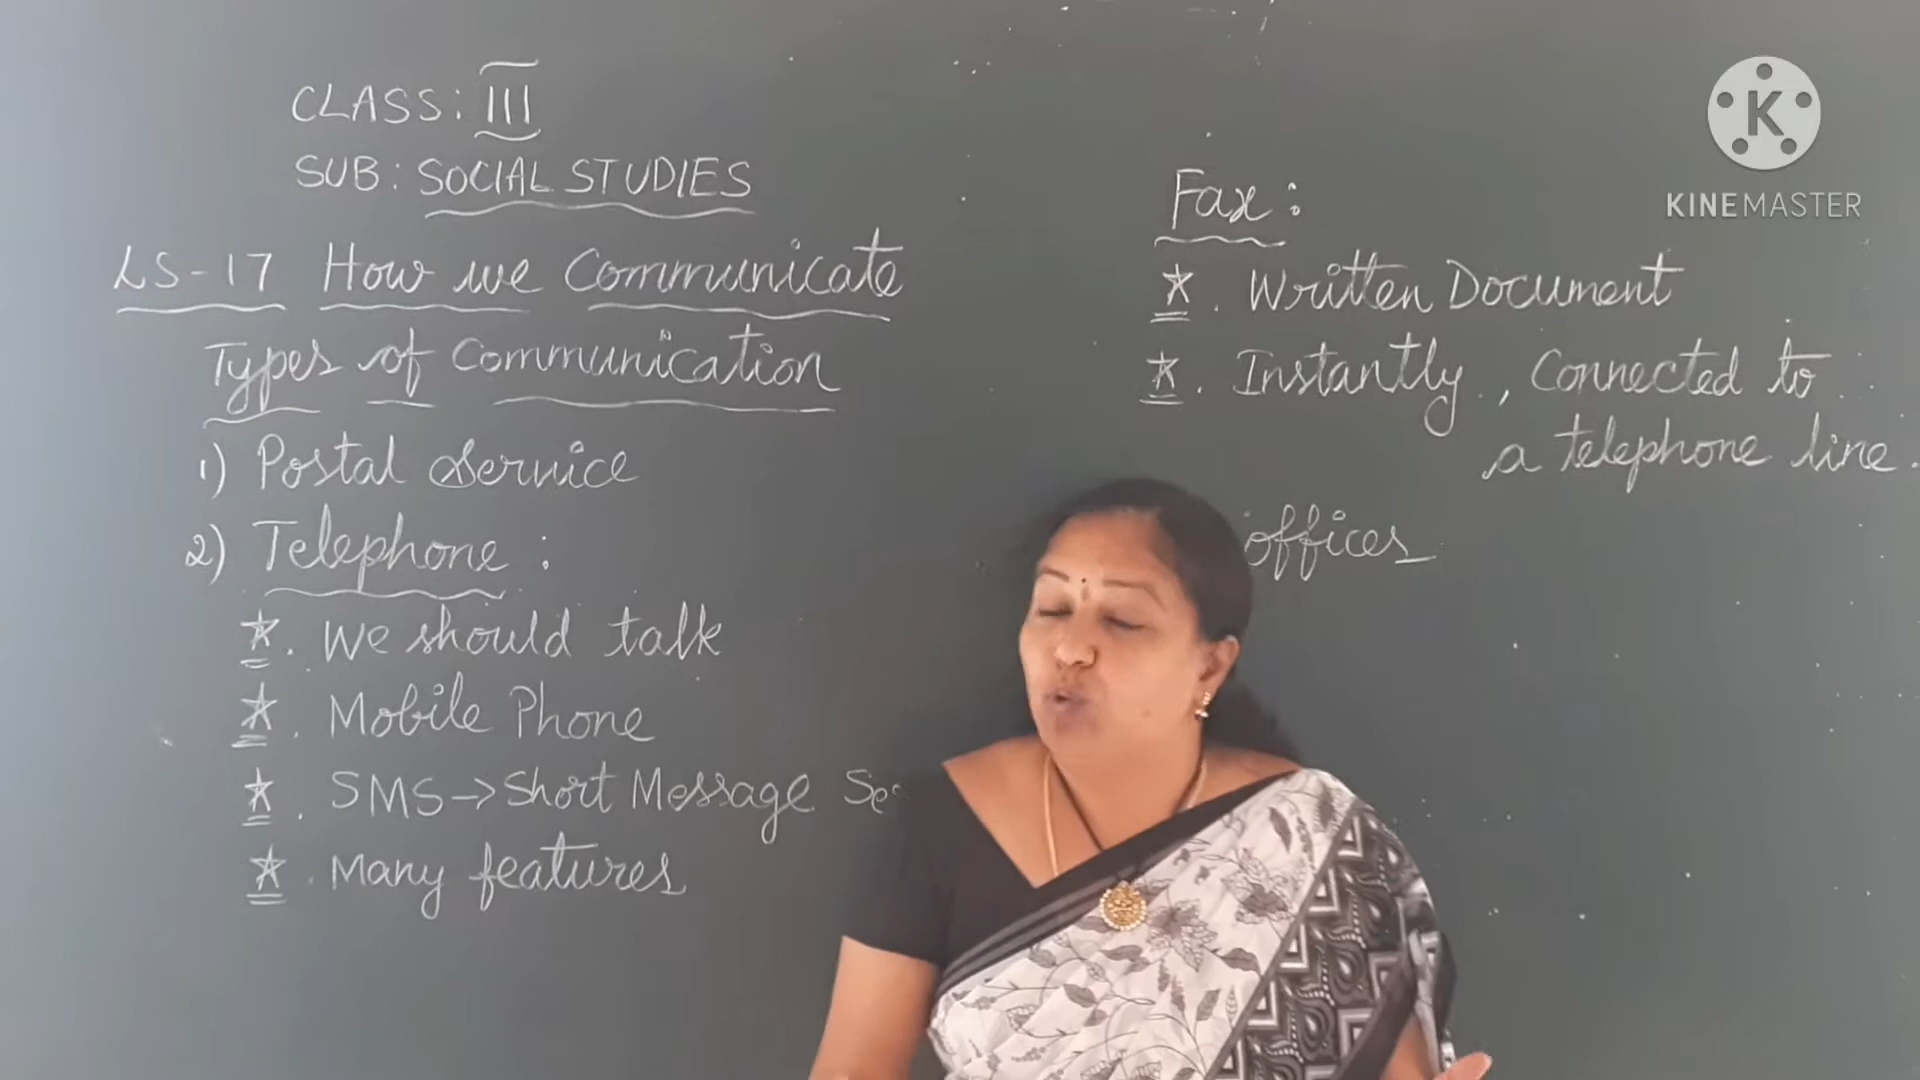 CLASS: III
SUB: SOCIAL STUDIES
LS-17 How we Communicate
Types of Communication
1) Postal Service
2) Telephone :
★. We should talk
★. Mobile Phone
★. SMS→Short Message Se
★. Many features
Fax :
★. Written Document
★. Instantly, Connected to
a telephone line.
offices
K
KINEMASTER